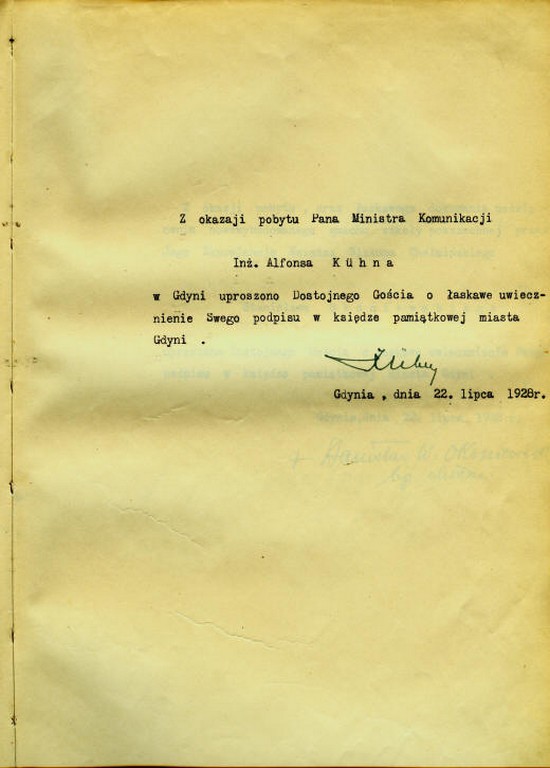 Z okazaji pobytu Pana Ministra Komunikacji
Inż. Alfonsa K ü h n a
w Gdyni uproszono Dostojnego Gościa o łaskawe uwiecz-
nienie Swego podpisu w księdze pamiątkowej miasta
Gdyni .
Gdynia , dnia 22. lipca 1928r.